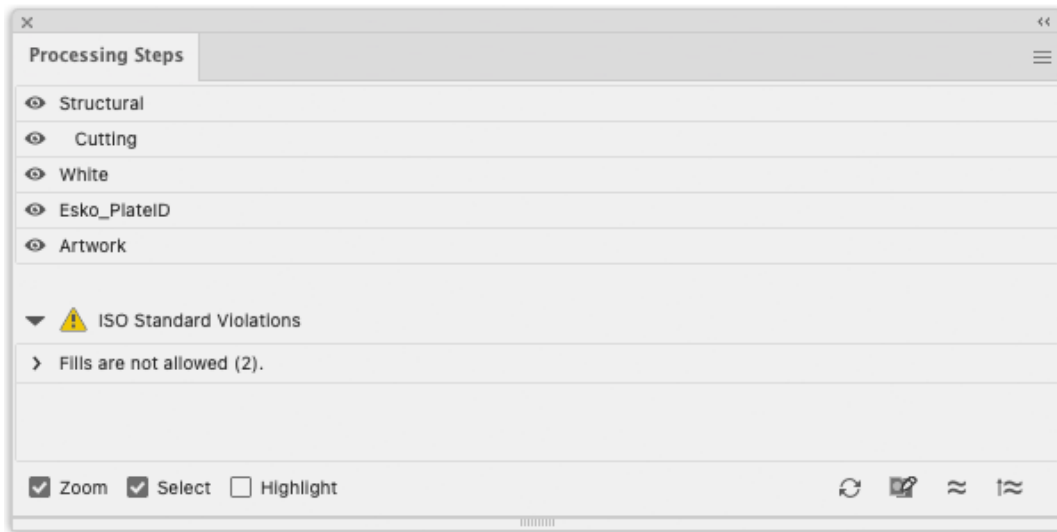 Processing Steps
Structural
Cutting
White
Esko_PlateID
Artwork
ISO Standard Violations
Fills are not allowed (2).
Zoom Select Highlight